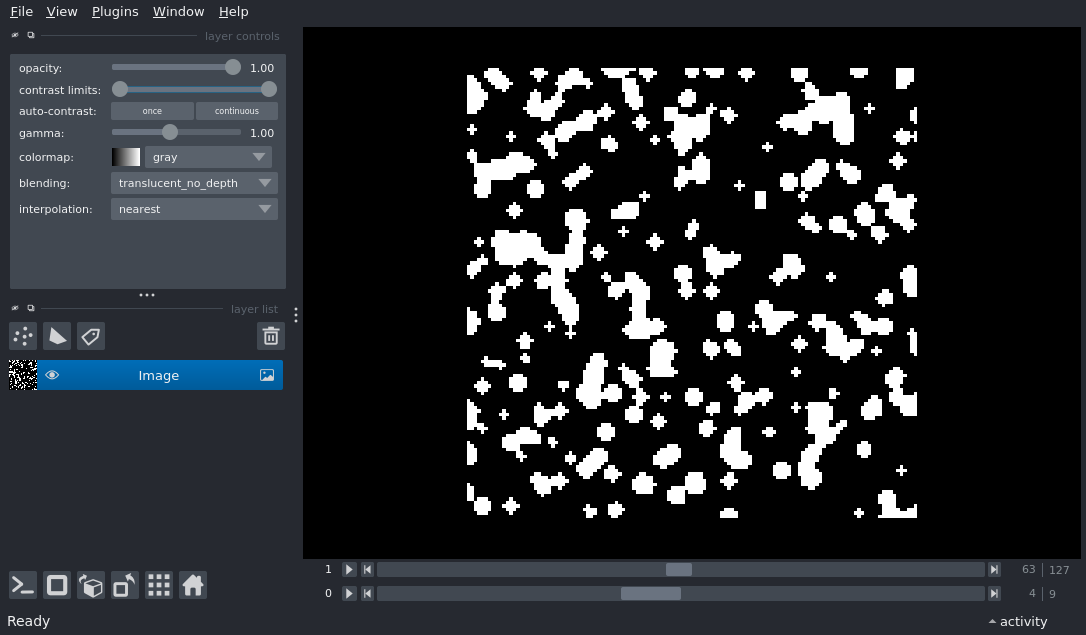 File View Plugins Window Help
layer controls
opacity: 1.00
contrast limits:
auto-contrast: once continuous
gamma: 1.00
colormap: gray
blending: translucent_no_depth
interpolation: nearest
layer list
Image
1 63 127
0 4 9
Ready activity